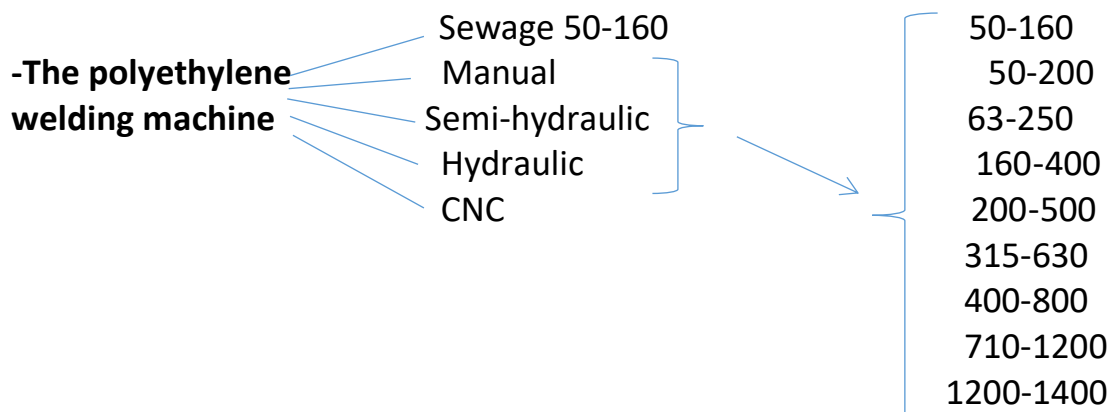 -The polyethylene
welding machine
Sewage 50-160
Manual
Semi-hydraulic
Hydraulic
CNC
50-160
50-200
63-250
160-400
200-500
315-630
400-800
710-1200
1200-1400